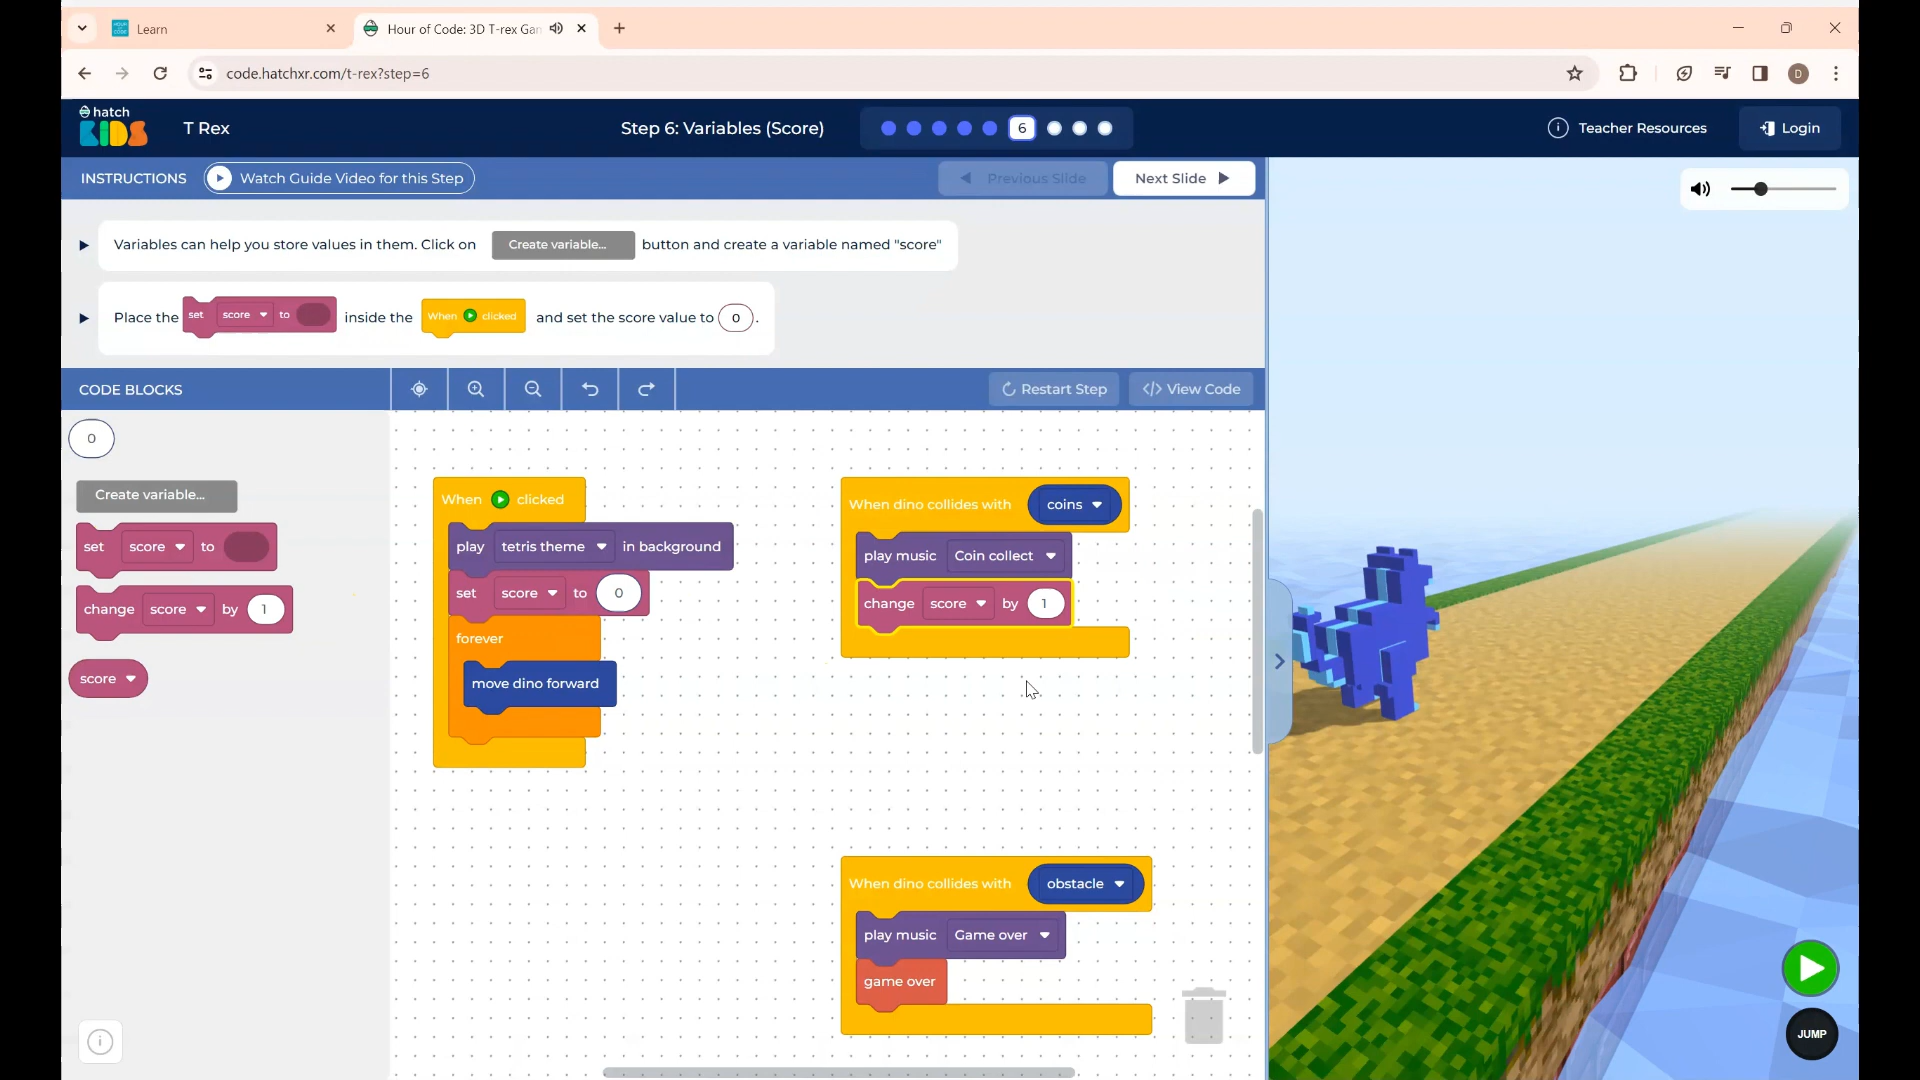 Learn
Hour of Code: 3D T-rex Gam
code.hatchxr.com/t-rex?step=6
D
hatch
KIDS
T Rex
Step 6: Variables (Score)
6
Teacher Resources
Login
INSTRUCTIONS
Watch Guide Video for this Step
Previous Slide
Next Slide
Variables can help you store values in them. Click on Create variable... button and create a variable named "score"
Place the set score to inside the When clicked and set the score value to 0 .
CODE BLOCKS
Restart Step
View Code
0
Create variable...
set score to
change score by 1
score
When clicked
play tetris theme in background
set score to 0
forever
move dino forward
When dino collides with coins
play music Coin collect
change score by 1
When dino collides with obstacle
play music Game over
game over
JUMP